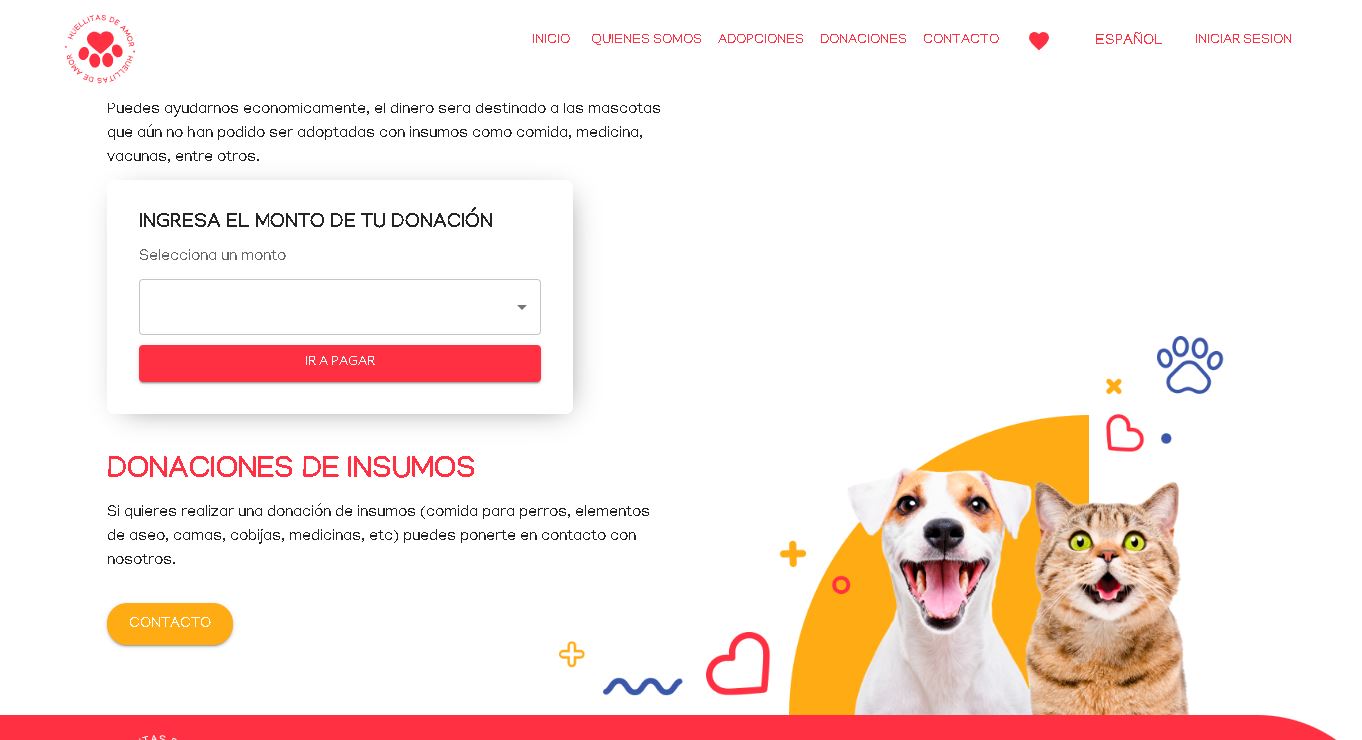 HUELLITAS DE AMOR · HUELLITAS DE AMOR ·
INICIO QUIENES SOMOS ADOPCIONES DONACIONES CONTACTO ESPAÑOL INICIAR SESION
Puedes ayudarnos economicamente, el dinero sera destinado a las mascotas
que aún no han podido ser adoptadas con insumos como comida, medicina,
vacunas, entre otros.
INGRESA EL MONTO DE TU DONACIÓN
Selecciona un monto
IR A PAGAR
DONACIONES DE INSUMOS
Si quieres realizar una donación de insumos (comida para perros, elementos
de aseo, camas, cobijas, medicinas, etc) puedes ponerte en contacto con
nosotros.
CONTACTO